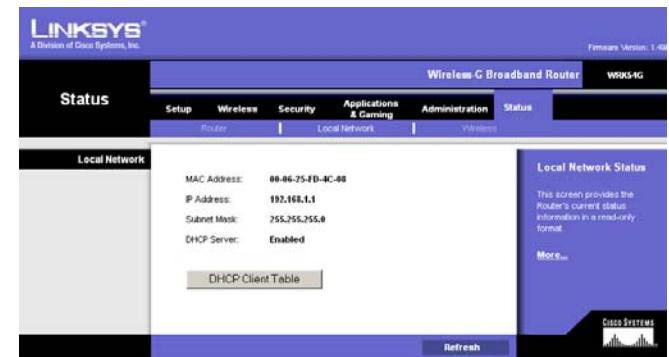 LINKSYS®
A Division of Cisco Systems, Inc.
Firmware Version: 1.
Wireless-G Broadband Router WRK54G
Status
Setup Wireless Security Applications & Gaming Administration Status
Router Local Network Wireless
Local Network
MAC Address: 00-06-25-FD-4C-08
IP Address: 192.168.1.1
Subnet Mask: 255.255.255.0
DHCP Server: Enabled
DHCP Client Table
Local Network Status
This screen provides the
Router's current status
information in a read-only
format.
More...
Refresh
CISCO SYSTEMS